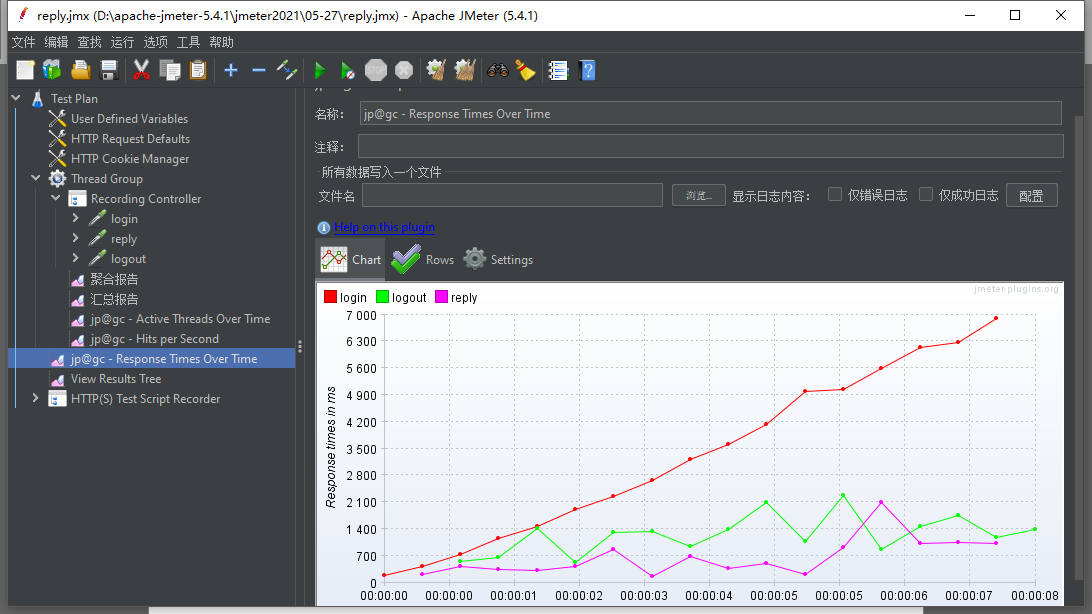 reply.jmx (D:\apache-jmeter-5.4.1\jmeter2021\05-27\reply.jmx) - Apache JMeter (5.4.1)
文件 编辑 查找 运行 选项 工具 帮助
STOP
Test Plan
User Defined Variables
HTTP Request Defaults
HTTP Cookie Manager
Thread Group
Recording Controller
login
reply
logout
聚合报告
汇总报告
jp@gc - Active Threads Over Time
jp@gc - Hits per Second
jp@gc - Response Times Over Time
View Results Tree
HTTP(S) Test Script Recorder
名称： jp@gc - Response Times Over Time
注释：
所有数据写入一个文件
文件名 浏览... 显示日志内容： 仅错误日志 仅成功日志 配置
Help on this plugin
Chart Rows Settings
login logout reply jmeter-plugins.org
7 000
6 300
5 600
4 900
4 200
3 500
2 800
2 100
1 400
700
0
Response times in ms
00:00:00 00:00:00 00:00:01 00:00:02 00:00:03 00:00:04 00:00:05 00:00:05 00:00:06 00:00:07 00:00:08